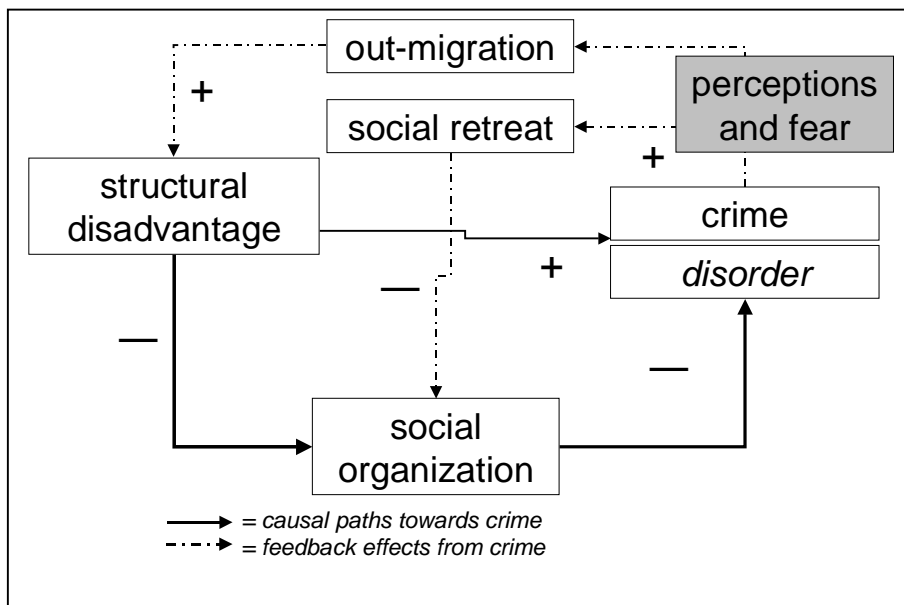 out-migration
perceptions
and fear
+
social retreat
+
structural
disadvantage
crime
+
disorder
—
—
—
social
organization
= causal paths towards crime
= feedback effects from crime